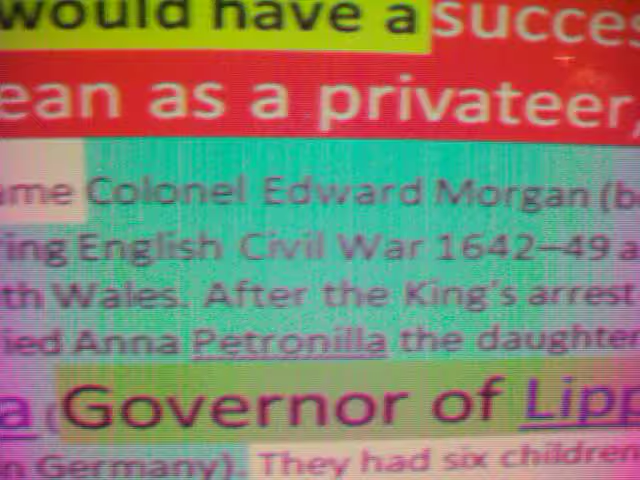 would have a succes
ean as a privateer,
ame Colonel Edward Morgan (b
ing English Civil War 1642–49 a
th Wales. After the King's arrest
ied Anna Petronilla the daughter
a (Governor of Lipp
n Germany). They had six children